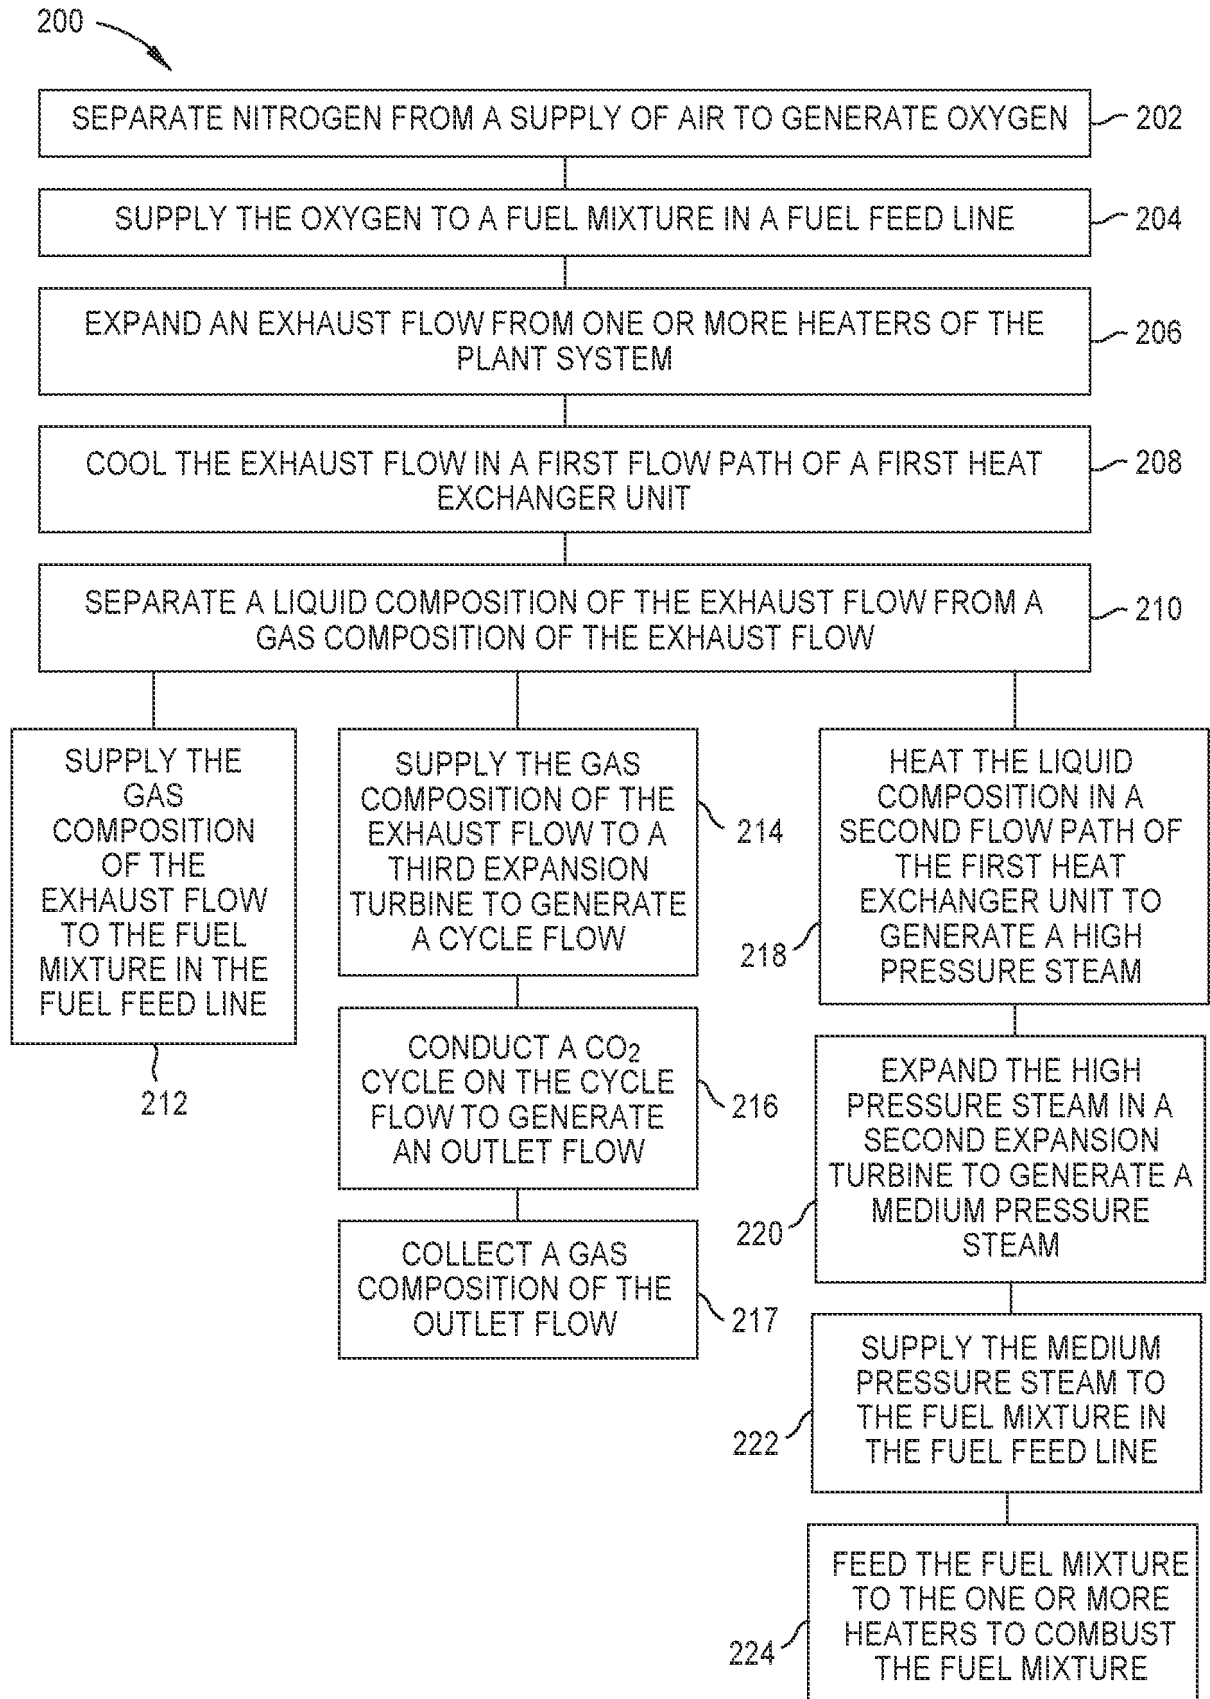 200
SEPARATE NITROGEN FROM A SUPPLY OF AIR TO GENERATE OXYGEN
202
SUPPLY THE OXYGEN TO A FUEL MIXTURE IN A FUEL FEED LINE
204
EXPAND AN EXHAUST FLOW FROM ONE OR MORE HEATERS OF THE
PLANT SYSTEM
206
COOL THE EXHAUST FLOW IN A FIRST FLOW PATH OF A FIRST HEAT
EXCHANGER UNIT
208
SEPARATE A LIQUID COMPOSITION OF THE EXHAUST FLOW FROM A
GAS COMPOSITION OF THE EXHAUST FLOW
210
SUPPLY THE
GAS
COMPOSITION
OF THE
EXHAUST FLOW
TO THE FUEL
MIXTURE IN THE
FUEL FEED LINE
212
SUPPLY THE GAS
COMPOSITION OF THE
EXHAUST FLOW TO A
THIRD EXPANSION
TURBINE TO GENERATE
A CYCLE FLOW
214
CONDUCT A CO₂
CYCLE ON THE CYCLE
FLOW TO GENERATE
AN OUTLET FLOW
216
COLLECT A GAS
COMPOSITION OF THE
OUTLET FLOW
217
HEAT THE LIQUID
COMPOSITION IN A
SECOND FLOW PATH OF
THE FIRST HEAT
EXCHANGER UNIT TO
GENERATE A HIGH
PRESSURE STEAM
218
EXPAND THE HIGH
PRESSURE STEAM IN A
SECOND EXPANSION
TURBINE TO GENERATE A
MEDIUM PRESSURE
STEAM
220
SUPPLY THE MEDIUM
PRESSURE STEAM TO
THE FUEL MIXTURE IN
THE FUEL FEED LINE
222
FEED THE FUEL MIXTURE
TO THE ONE OR MORE
HEATERS TO COMBUST
THE FUEL MIXTURE
224